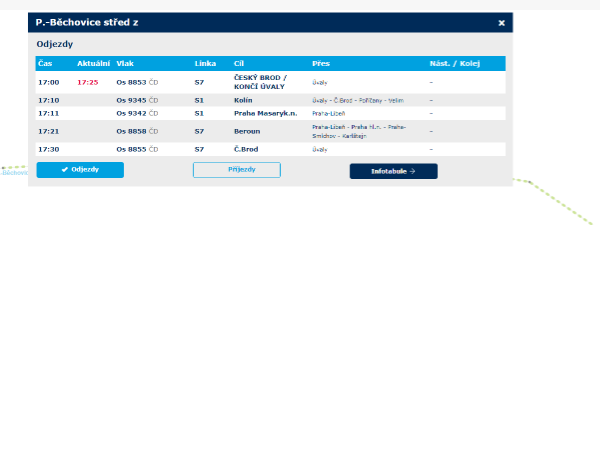 P.-Běchovice střed z ×
Odjezdy
Čas Aktuální Vlak Linka Cíl Přes Nást. / Kolej
17:00 17:25 Os 8853 ČD S7 ČESKÝ BROD / KONČÍ ÚVALY Úvaly –
17:10 Os 9345 ČD S1 Kolín Úvaly - Č.Brod - Poříčany - Velim –
17:11 Os 9342 ČD S1 Praha Masaryk.n. Praha-Libeň –
17:21 Os 8858 ČD S7 Beroun Praha-Libeň - Praha hl.n. - Praha-Smíchov - Karlštejn –
17:30 Os 8855 ČD S7 Č.Brod Úvaly –
✔ Odjezdy Příjezdy Infotabule →
Běchovic